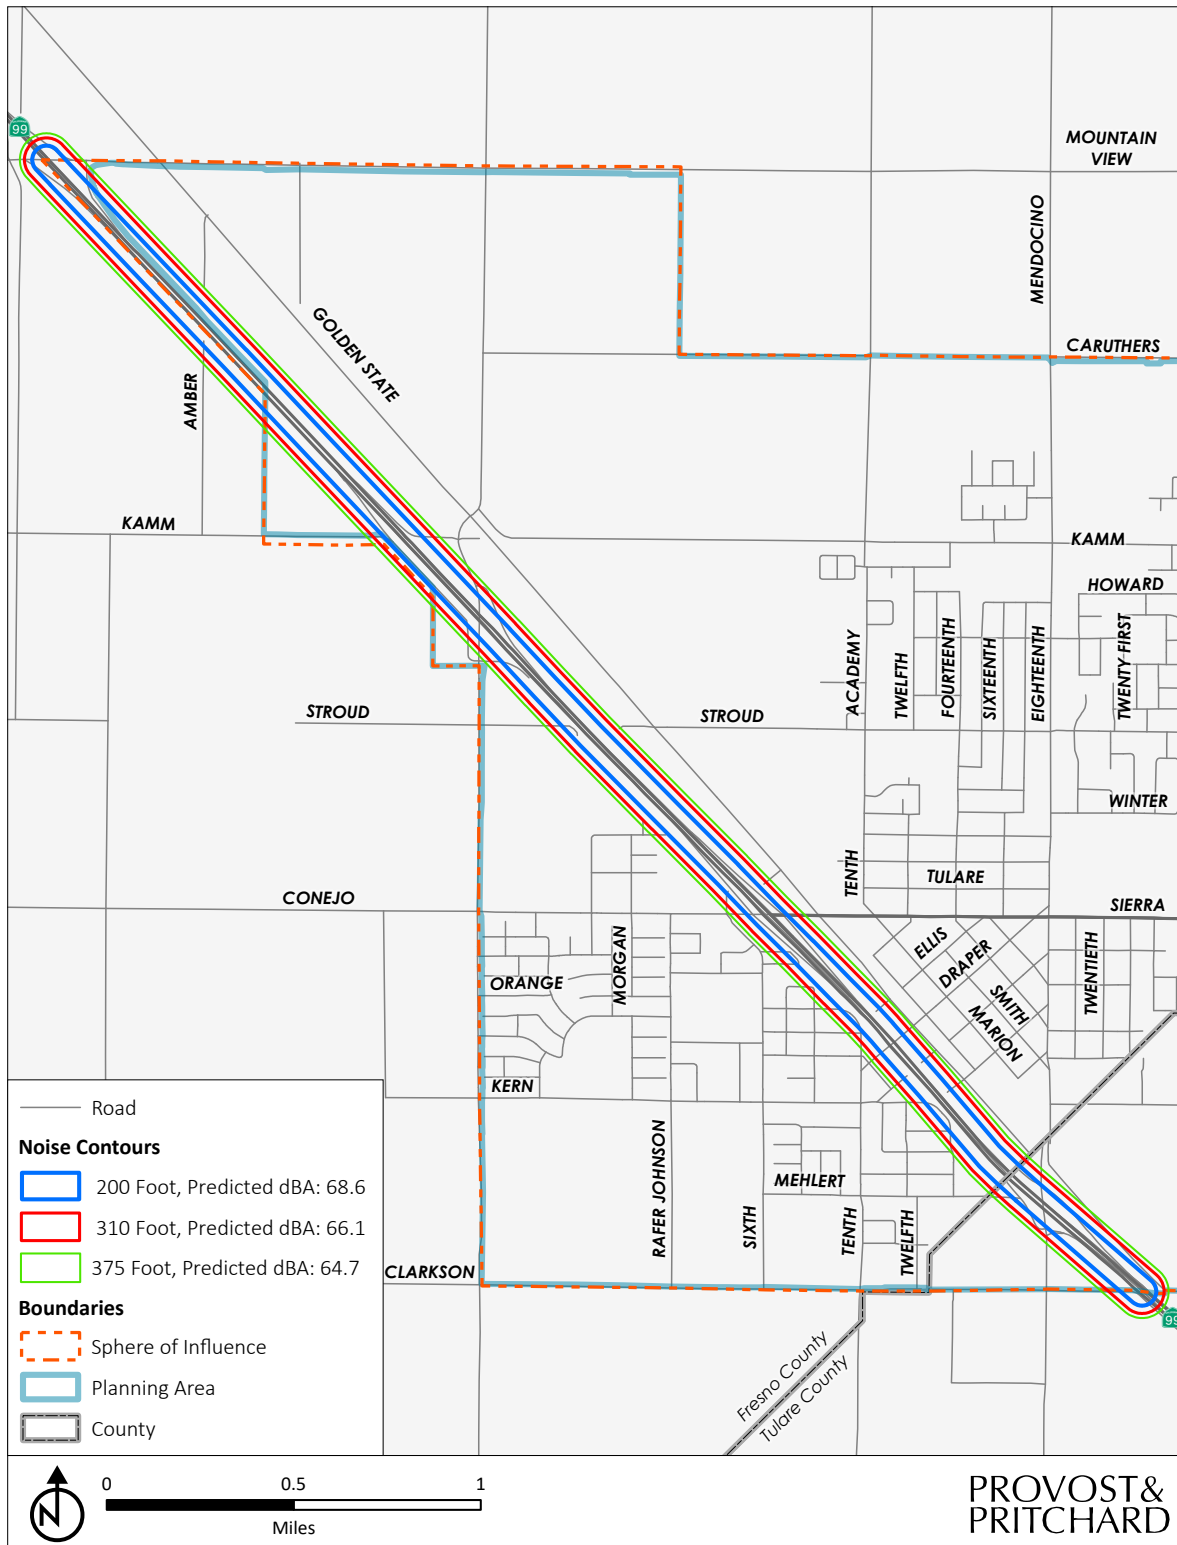 99
MOUNTAIN
VIEW
MENDOCINO
GOLDEN STATE
CARUTHERS
AMBER
KAMM
KAMM
HOWARD
ACADEMY
TWELFTH
FOURTEENTH
SIXTEENTH
EIGHTEENTH
TWENTY FIRST
STROUD
STROUD
WINTER
TENTH
TULARE
CONEJO
SIERRA
MORGAN
ELLIS
DRAPER
TWENTIETH
ORANGE
SMITH
MARION
KERN
RAFER JOHNSON
MEHLERT
SIXTH
TENTH
TWELFTH
CLARKSON
99
Fresno County
Tulare County
Road
Noise Contours
200 Foot, Predicted dBA: 68.6
310 Foot, Predicted dBA: 66.1
375 Foot, Predicted dBA: 64.7
Boundaries
Sphere of Influence
Planning Area
County
N
0 0.5 1
Miles
PROVOST&
PRITCHARD